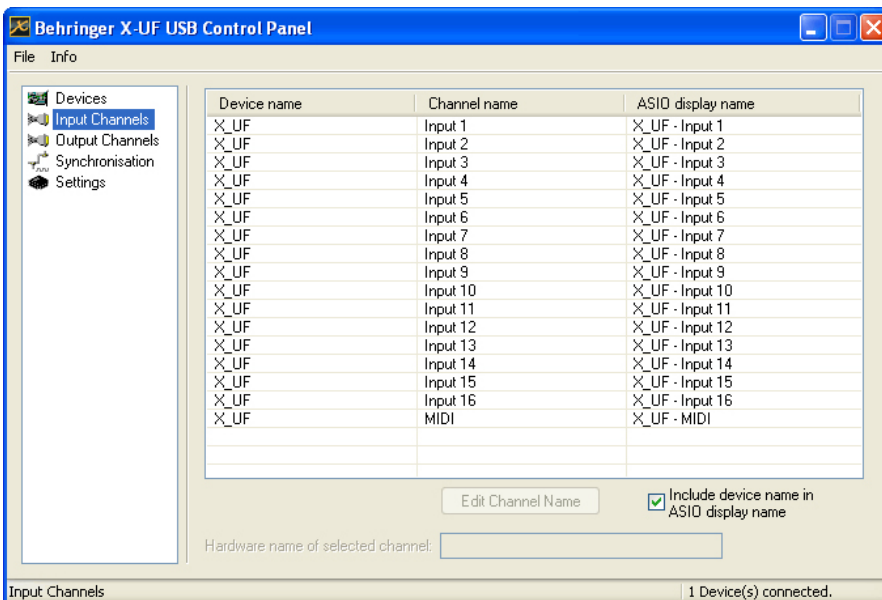 Behringer X-UF USB Control Panel
File Info
Devices
Input Channels
Output Channels
Synchronisation
Settings
Device name Channel name ASIO display name
X_UF Input 1 X_UF - Input 1
X_UF Input 2 X_UF - Input 2
X_UF Input 3 X_UF - Input 3
X_UF Input 4 X_UF - Input 4
X_UF Input 5 X_UF - Input 5
X_UF Input 6 X_UF - Input 6
X_UF Input 7 X_UF - Input 7
X_UF Input 8 X_UF - Input 8
X_UF Input 9 X_UF - Input 9
X_UF Input 10 X_UF - Input 10
X_UF Input 11 X_UF - Input 11
X_UF Input 12 X_UF - Input 12
X_UF Input 13 X_UF - Input 13
X_UF Input 14 X_UF - Input 14
X_UF Input 15 X_UF - Input 15
X_UF Input 16 X_UF - Input 16
X_UF MIDI X_UF - MIDI
Edit Channel Name
Include device name in
ASIO display name
Hardware name of selected channel:
Input Channels 1 Device(s) connected.